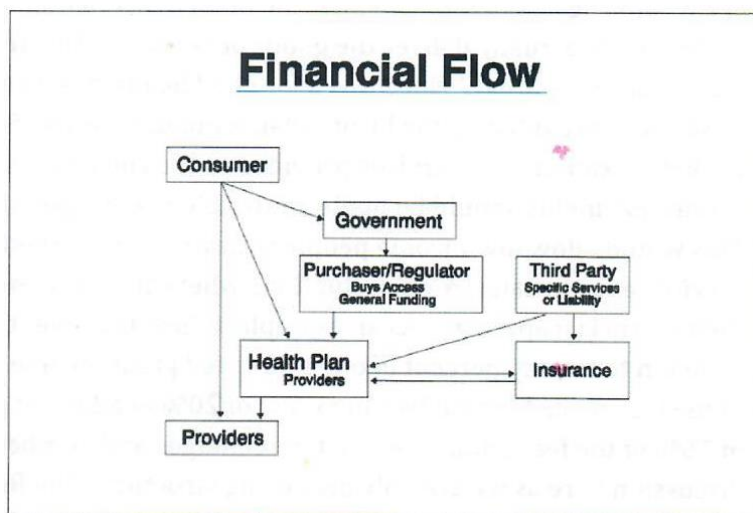 Financial Flow
Consumer
Government
Purchaser/Regulator
Buys Access
General Funding
Third Party
Specific Services
or Liability
Health Plan
Providers
Insurance
Providers